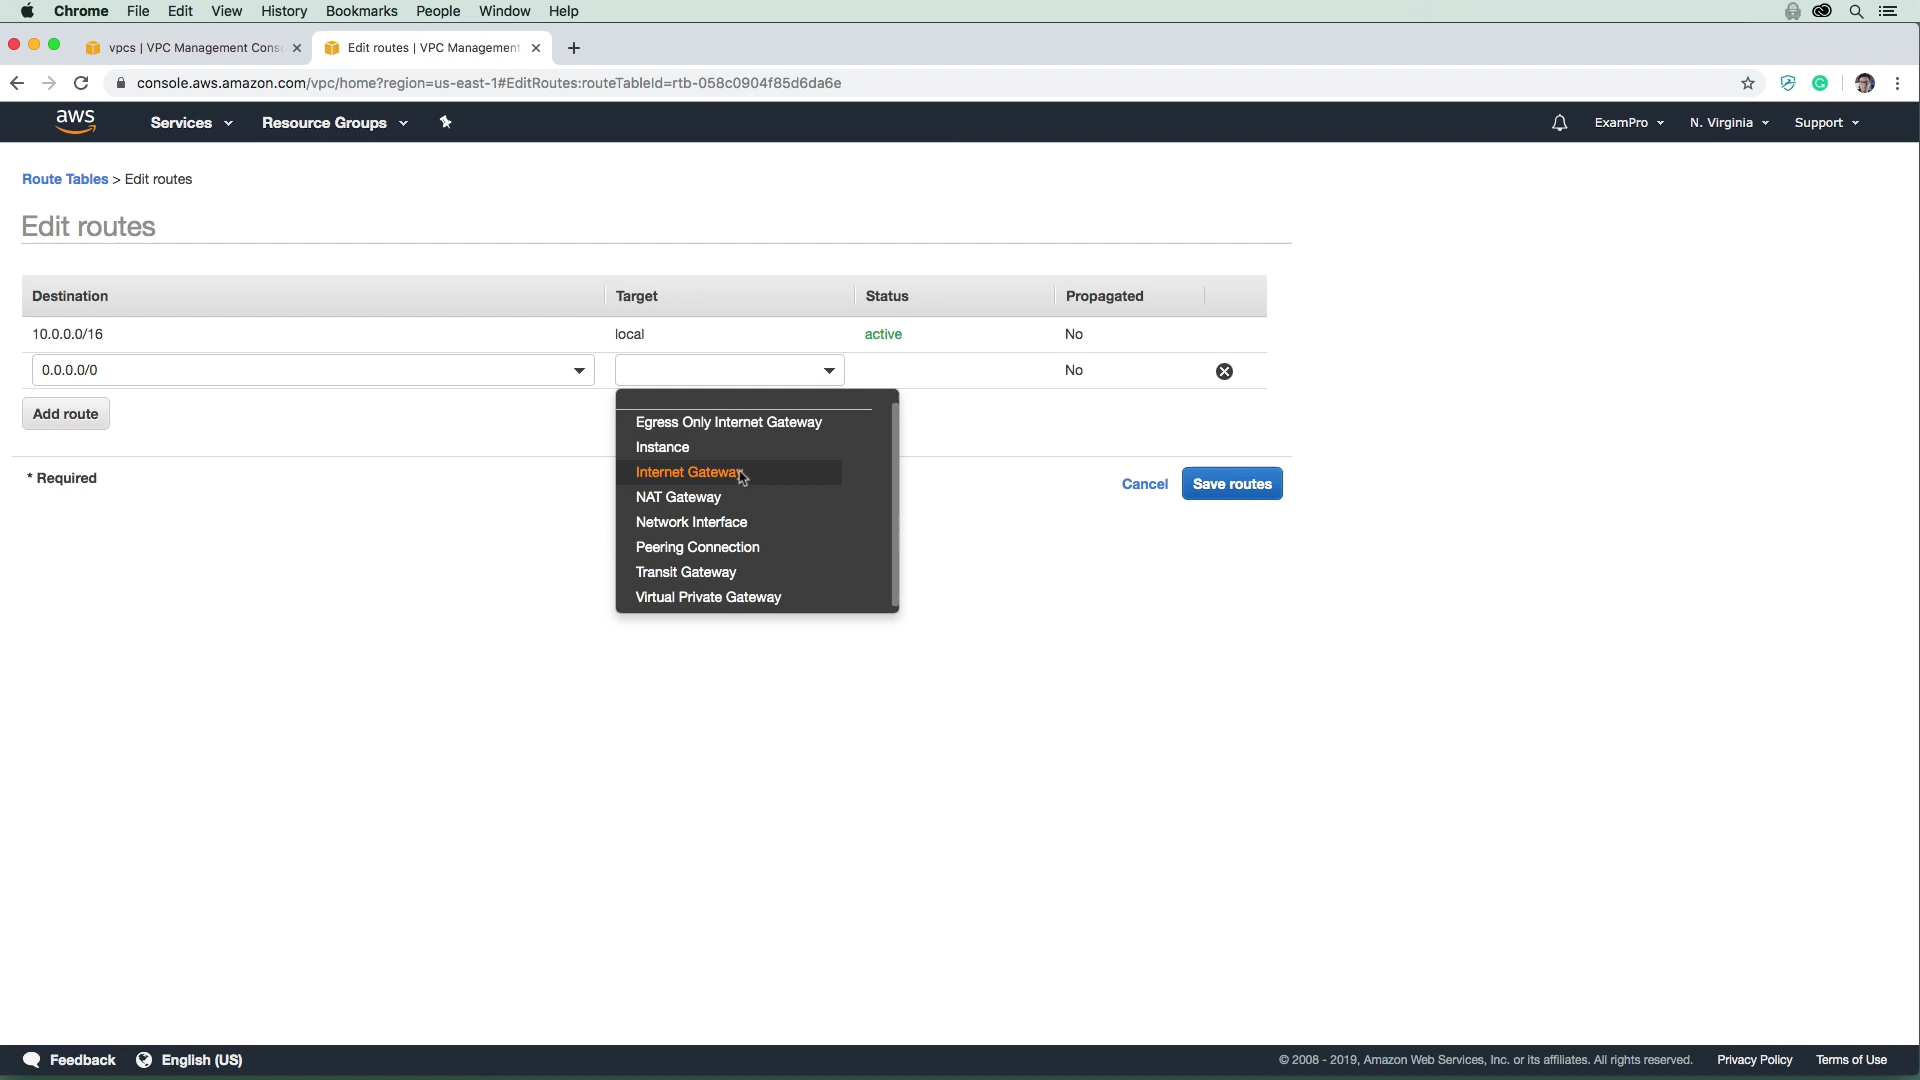 Chrome File Edit View History Bookmarks People Window Help
vpcs | VPC Management Cons
Edit routes | VPC Management
console.aws.amazon.com/vpc/home?region=us-east-1#EditRoutes:routeTableId=rtb-058c0904f85d6da6e
aws Services Resource Groups ExamPro N. Virginia Support
Route Tables > Edit routes
Edit routes
Destination Target Status Propagated
10.0.0.0/16 local active No
0.0.0.0/0 No
Add route
Egress Only Internet Gateway
Instance
Internet Gateway
NAT Gateway
Network Interface
Peering Connection
Transit Gateway
Virtual Private Gateway
* Required
Cancel Save routes
Feedback English (US) © 2008 - 2019, Amazon Web Services, Inc. or its affiliates. All rights reserved. Privacy Policy Terms of Use